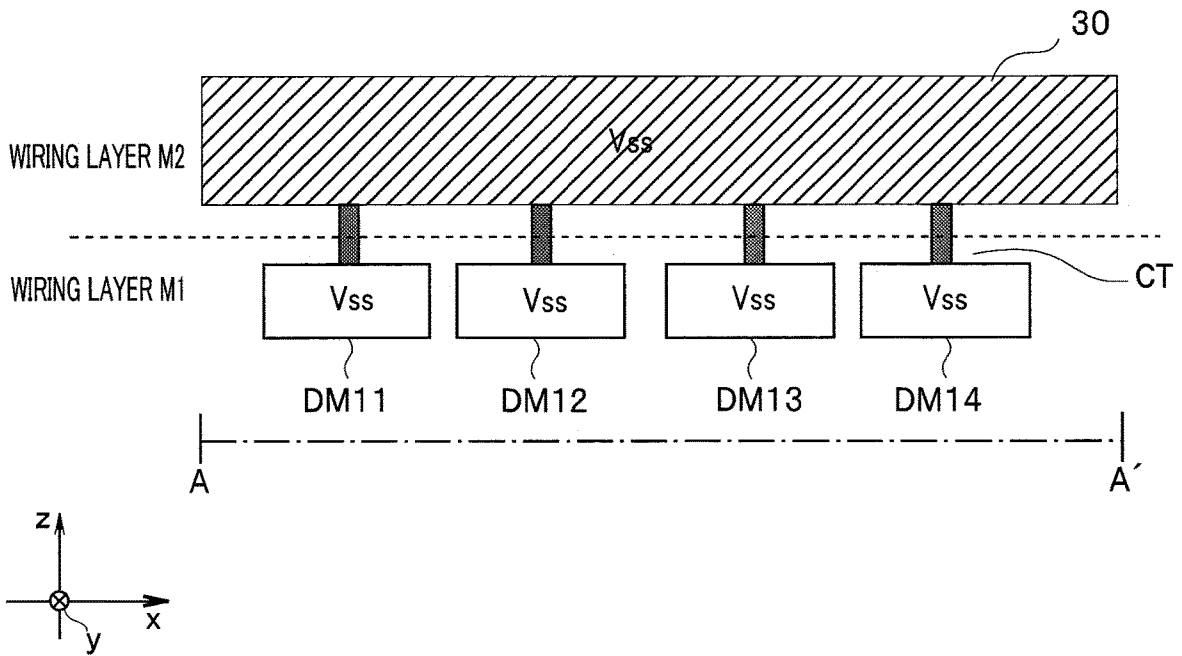 30
Vss
WIRING LAYER M2
WIRING LAYER M1
CT
Vss Vss Vss Vss
DM11 DM12 DM13 DM14
A A´
z
x
y